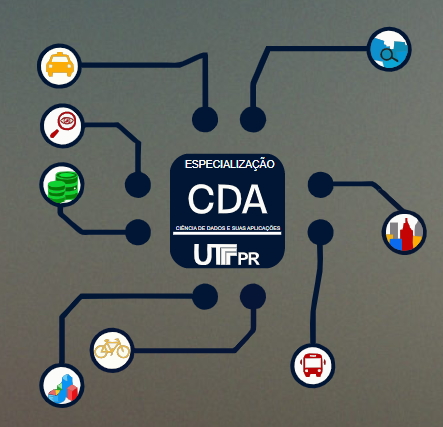 ESPECIALIZAÇÃO
CDA
CIÊNCIA DE DADOS E SUAS APLICAÇÕES
UTFPR